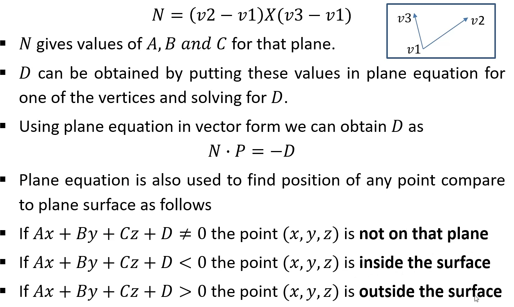 N = (v2 − v1)X(v3 − v1)
v3
v2
v1
▪ N gives values of A, B and C for that plane.
▪ D can be obtained by putting these values in plane equation for
one of the vertices and solving for D.
▪ Using plane equation in vector form we can obtain D as
N · P = −D
▪ Plane equation is also used to find position of any point compare
to plane surface as follows
▪ If Ax + By + Cz + D ≠ 0 the point (x, y, z) is not on that plane
▪ If Ax + By + Cz + D < 0 the point (x, y, z) is inside the surface
▪ If Ax + By + Cz + D > 0 the point (x, y, z) is outside the surface